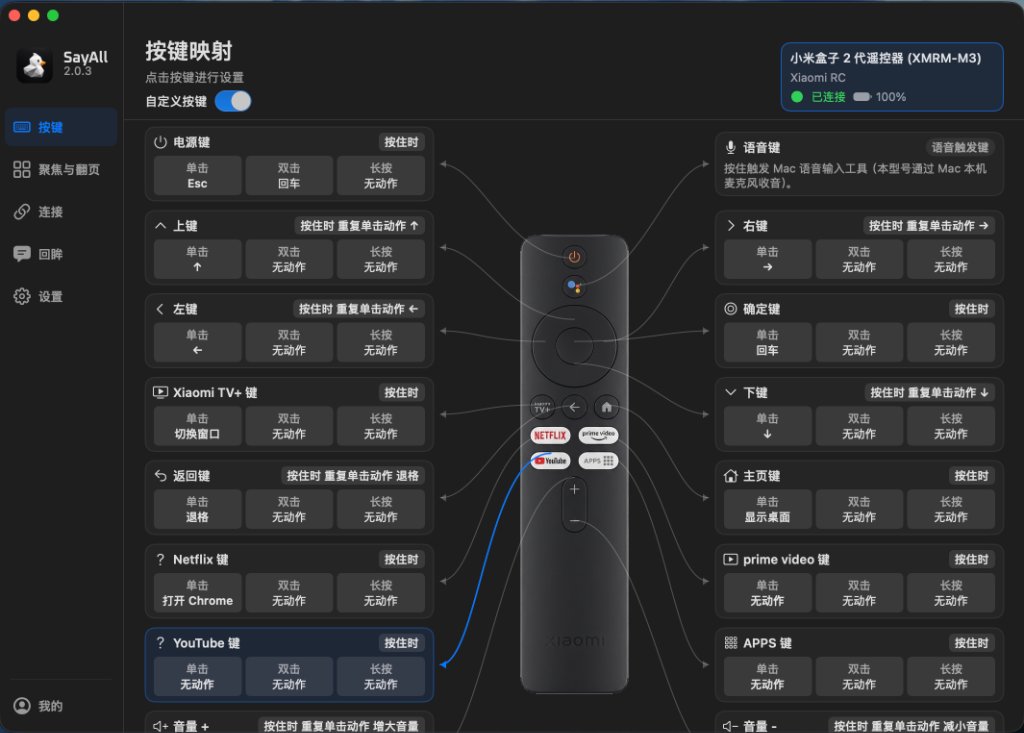 SayAll
2.0.3
按键
聚焦与翻页
连接
回眸
设置
我的
按键映射
点击按键进行设置
自定义按键
小米盒子 2 代遥控器 (XMRM-M3)
Xiaomi RC
已连接 100%
电源键 按住时
单击 双击 长按
Esc 回车 无动作
上键 按住时 重复单击动作 ↑
单击 双击 长按
↑ 无动作 无动作
左键 按住时 重复单击动作 ←
单击 双击 长按
← 无动作 无动作
Xiaomi TV+ 键 按住时
单击 双击 长按
切换窗口 无动作 无动作
返回键 按住时 重复单击动作 退格
单击 双击 长按
退格 无动作 无动作
? Netflix 键 按住时
单击 双击 长按
打开 Chrome 无动作 无动作
? YouTube 键 按住时
单击 双击 长按
无动作 无动作 无动作
音量 + 按住时 重复单击动作 增大音量
xiaomi
TV+
NETFLIX
prime video
YouTube
APPS
+
−
xiaomi
语音键 语音触发键
按住触发 Mac 语音输入工具（本型号通过 Mac 本机
麦克风收音）。
右键 按住时 重复单击动作 →
单击 双击 长按
→ 无动作 无动作
确定键 按住时
单击 双击 长按
回车 无动作 无动作
下键 按住时 重复单击动作 ↓
单击 双击 长按
↓ 无动作 无动作
主页键 按住时
单击 双击 长按
显示桌面 无动作 无动作
prime video 键 按住时
单击 双击 长按
无动作 无动作 无动作
APPS 键 按住时
单击 双击 长按
无动作 无动作 无动作
音量 - 按住时 重复单击动作 减小音量